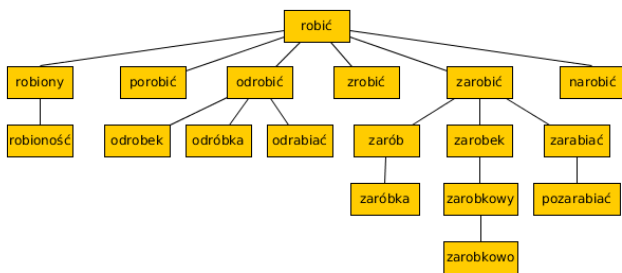 robić
robiony porobić odrobić zrobić zarobić narobić
robioność odrobek odróbka odrabiać zarób zarobek zarabiać
zaróbka zarobkowy pozarabiać
zarobkowo